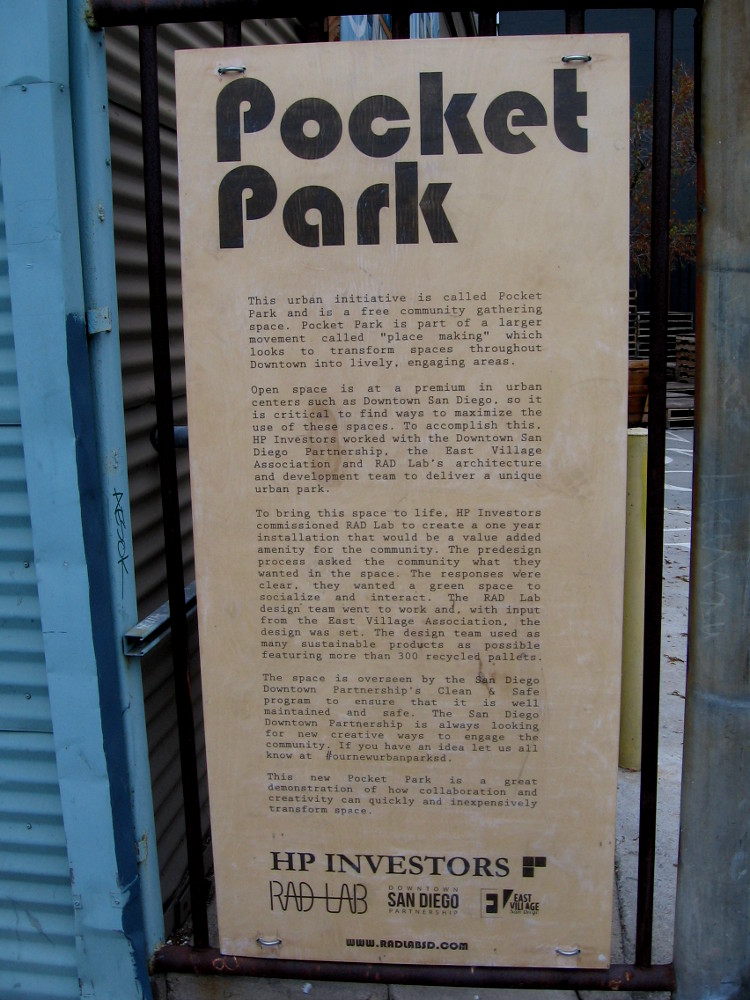 Pocket
Park
This urban initiative is called Pocket
Park and is a free community gathering
space. Pocket Park is part of a larger
movement called "place making" which
looks to transform spaces throughout
Downtown into lively, engaging areas.
Open space is at a premium in urban
centers such as Downtown San Diego, so it
is critical to find ways to maximize the
use of these spaces. To accomplish this,
HP Investors worked with the Downtown San
Diego Partnership, the East Village
Association and RAD Lab's architecture
and development team to deliver a unique
urban park.
To bring this space to life, HP Investors
commissioned RAD Lab to create a one year
installation that would be a value added
amenity for the community. The predesign
process asked the community what they
wanted in the space. The responses were
clear, they wanted a green space to
socialize and interact. The RAD Lab
design team went to work and, with input
from the East Village Association, the
design was set. The design team used as
many sustainable products as possible
featuring more than 300 recycled pallets.
The space is overseen by the San Diego
Downtown Partnership's Clean & Safe
program to ensure that it is well
maintained and safe. The San Diego
Downtown Partnership is always looking
for new creative ways to engage the
community. If you have an idea let us all
know at #ournewurbanparksd.
This new Pocket Park is a great
demonstration of how collaboration and
creativity can quickly and inexpensively
transform space.
HP INVESTORS
RAD LAB
DOWNTOWN
SAN DIEGO
PARTNERSHIP
EAST
VILLAGE
WWW.RADLABSD.COM